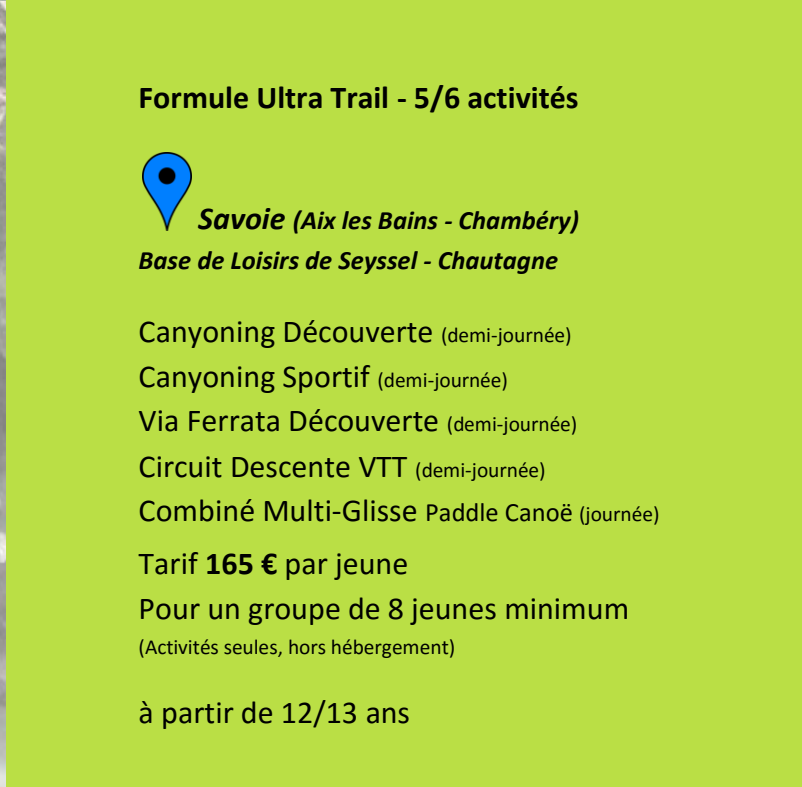 Formule Ultra Trail - 5/6 activités
Savoie (Aix les Bains - Chambéry)
Base de Loisirs de Seyssel - Chautagne
Canyoning Découverte (demi-journée)
Canyoning Sportif (demi-journée)
Via Ferrata Découverte (demi-journée)
Circuit Descente VTT (demi-journée)
Combiné Multi-Glisse Paddle Canoë (journée)
Tarif 165 € par jeune
Pour un groupe de 8 jeunes minimum
(Activités seules, hors hébergement)
à partir de 12/13 ans